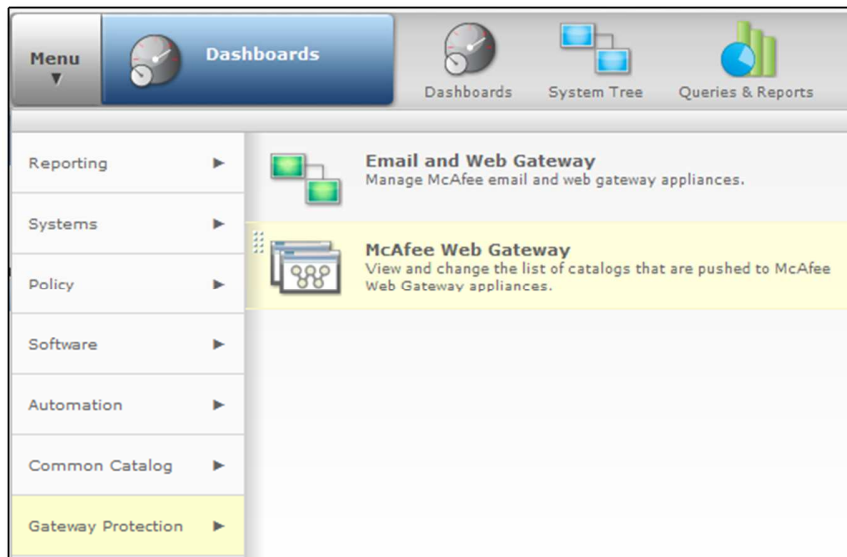 Menu
▼
Dashboards
Dashboards
System Tree
Queries & Reports
Reporting ►
Systems ►
Policy ►
Software ►
Automation ►
Common Catalog ►
Gateway Protection ►
Email and Web Gateway
Manage McAfee email and web gateway appliances.
McAfee Web Gateway
View and change the list of catalogs that are pushed to McAfee
Web Gateway appliances.